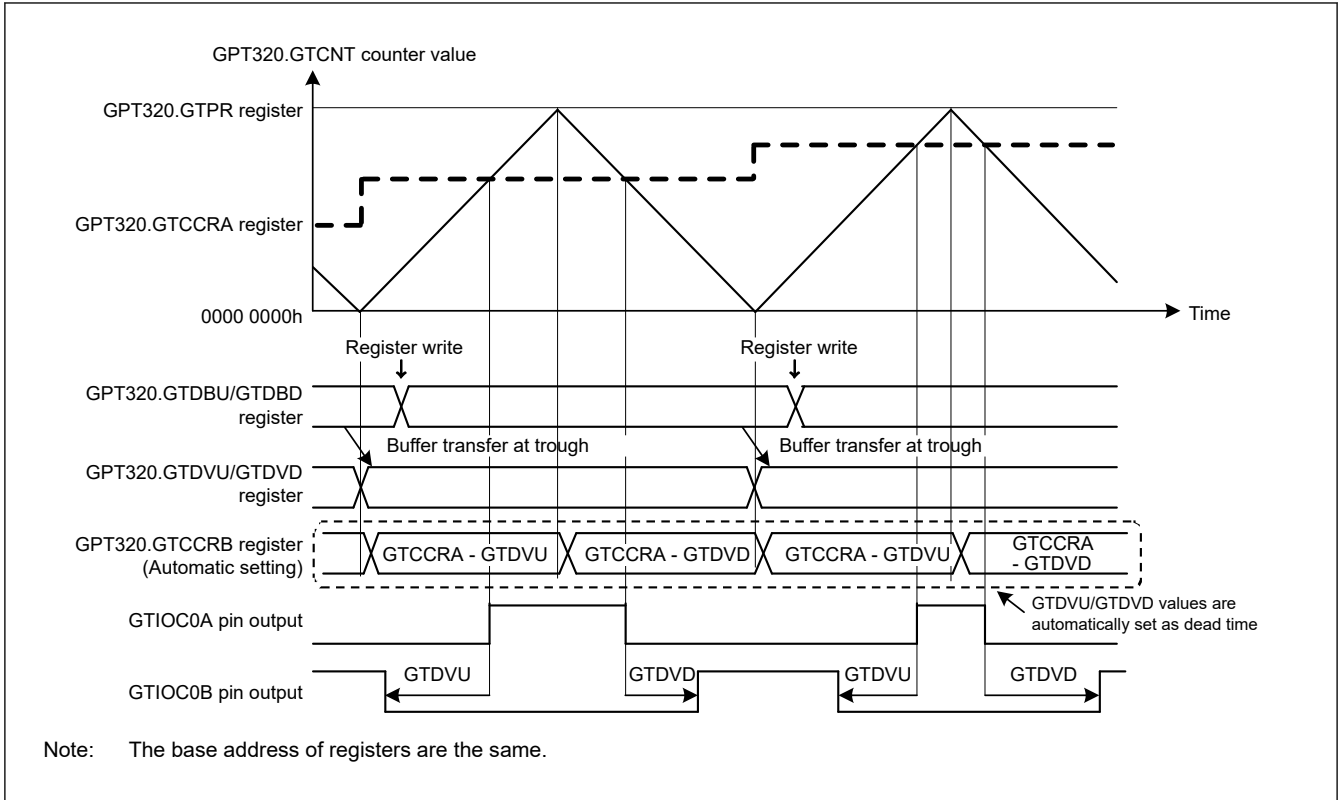 GPT320.GTCNT counter value
GPT320.GTPR register
GPT320.GTCCRA register
0000 0000h
Time
Register write
Register write
GPT320.GTDBU/GTDBD
register
Buffer transfer at trough
Buffer transfer at trough
GPT320.GTDVU/GTDVD
register
GPT320.GTCCRB register
(Automatic setting)
GTCCRA - GTDVU
GTCCRA - GTDVD
GTCCRA - GTDVU
GTCCRA
- GTDVD
GTDVU/GTDVD values are
automatically set as dead time
GTIOC0A pin output
GTIOC0B pin output
GTDVU
GTDVD
GTDVU
GTDVD
Note: The base address of registers are the same.